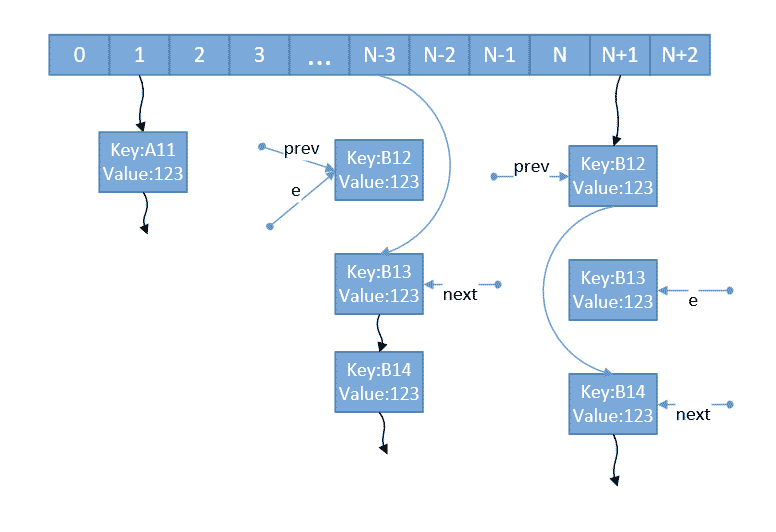 0 1 2 3 ... N-3 N-2 N-1 N N+1 N+2
Key:A11
Value:123
prev
e
Key:B12
Value:123
Key:B13
Value:123
next
Key:B14
Value:123
prev
Key:B12
Value:123
Key:B13
Value:123
e
Key:B14
Value:123
next